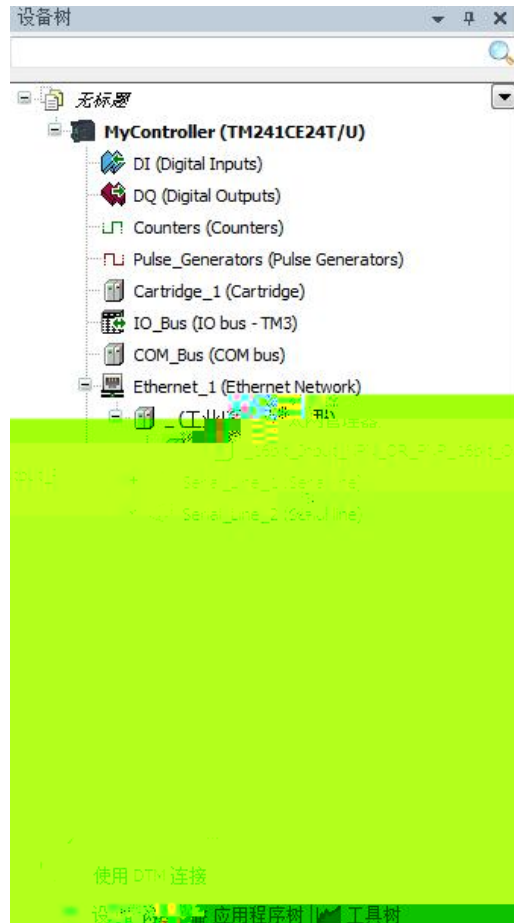 设备树
无标题
MyController (TM241CE24T/U)
DI (Digital Inputs)
DQ (Digital Outputs)
Counters (Counters)
Pulse_Generators (Pulse Generators)
Cartridge_1 (Cartridge)
IO_Bus (IO bus - TM3)
COM_Bus (COM bus)
Ethernet_1 (Ethernet Network)
Serial_Line_1 (Serial line)
Serial_Line_2 (Serial line)
使用 DTM 连接
应用程序树 工具树